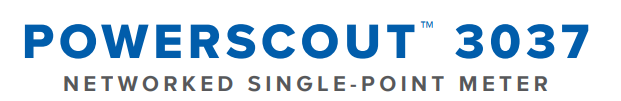 POWERSCOUT™ 3037
NETWORKED SINGLE-POINT METER